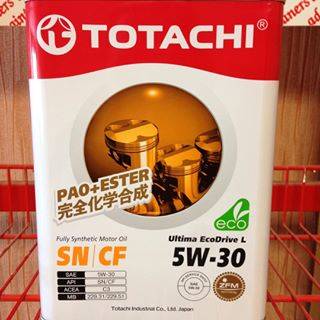 TOTACHI
PAO+ESTER
完全化学合成
eco
Fully Synthetic Motor Oil
SN/CF
Ultima EcoDrive L
5W-30
SAE 5W-30
API SN/CF
ACEA C3
MB 229.31/229.51
ZFM
Totachi Industrial Co., Ltd. Japan